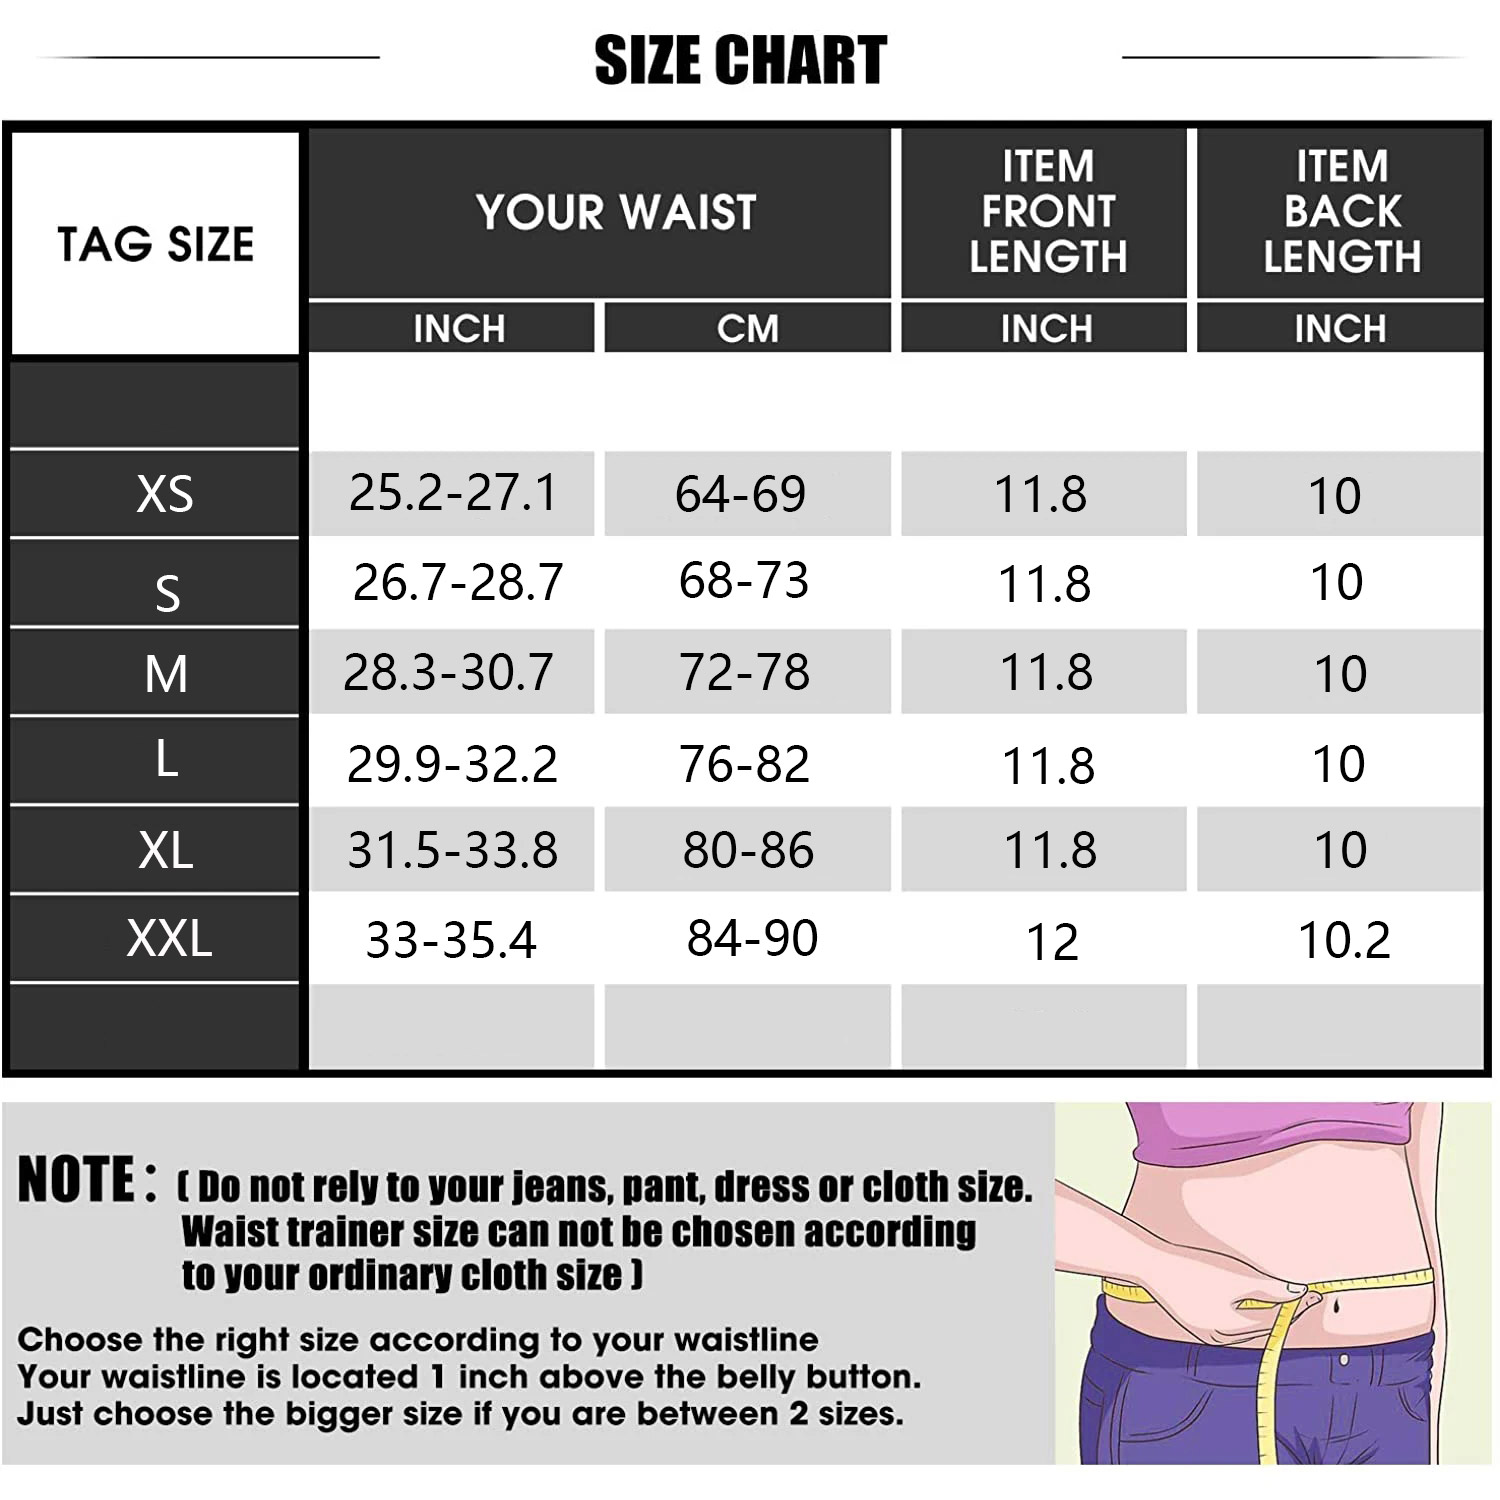 SIZE CHART
TAG SIZE
YOUR WAIST
ITEM
FRONT
LENGTH
ITEM
BACK
LENGTH
INCH CM INCH INCH
XS 25.2-27.1 64-69 11.8 10
S 26.7-28.7 68-73 11.8 10
M 28.3-30.7 72-78 11.8 10
L 29.9-32.2 76-82 11.8 10
XL 31.5-33.8 80-86 11.8 10
XXL 33-35.4 84-90 12 10.2
NOTE: ( Do not rely to your jeans, pant, dress or cloth size.
Waist trainer size can not be chosen according
to your ordinary cloth size )
Choose the right size according to your waistline
Your waistline is located 1 inch above the belly button.
Just choose the bigger size if you are between 2 sizes.